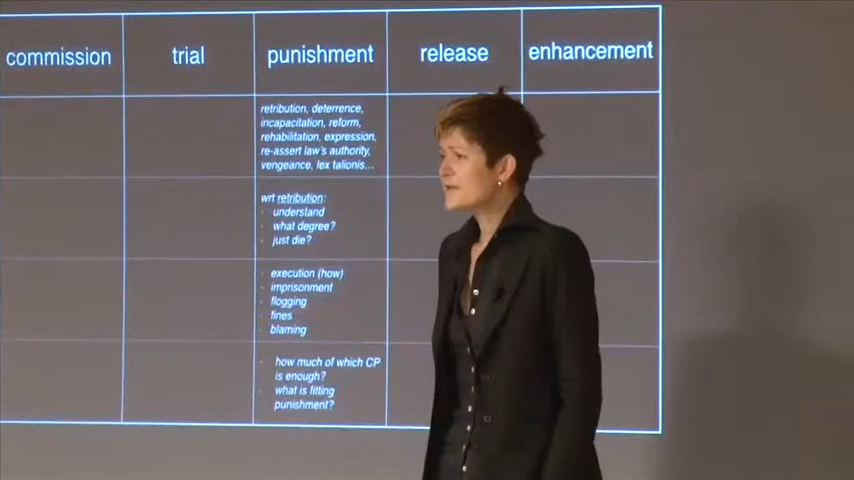 commission
trial
punishment
release
enhancement
retribution, deterrence,
incapacitation, reform,
rehabilitation, expression,
re-assert law's authority,
vengeance, lex talionis...
wrt retribution:
- understand
- what degree?
- just die?
- execution (how)
- imprisonment
- flogging
- fines
- blaming
- how much of which CP
is enough?
- what is fitting
punishment?